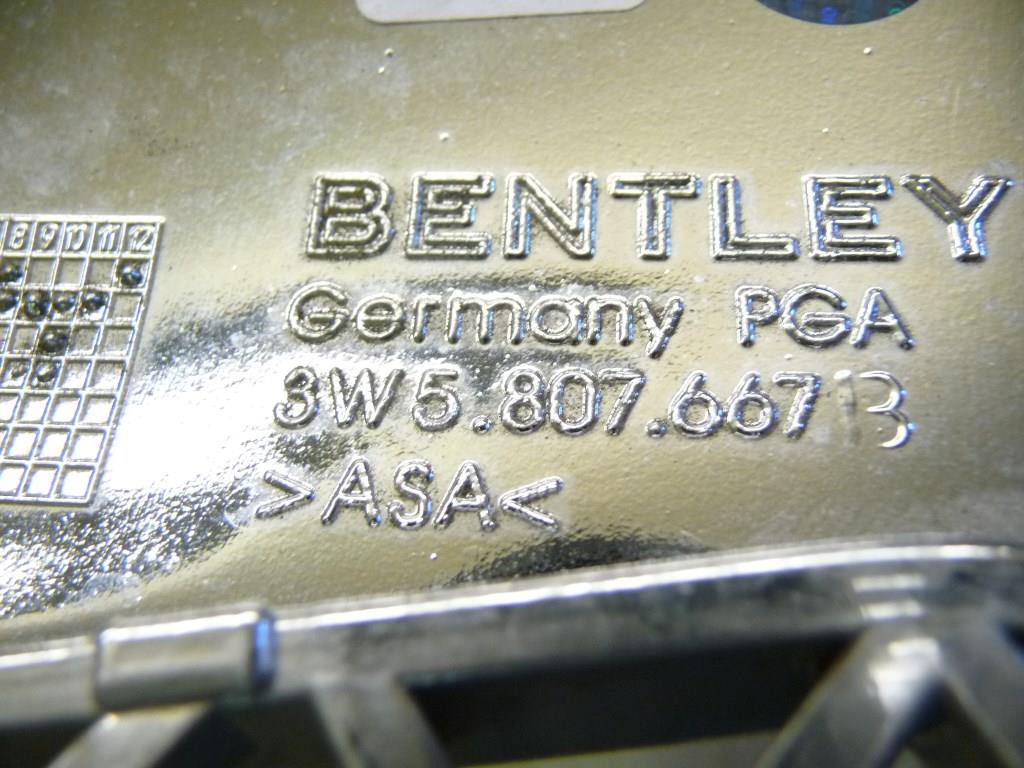 BENTLEY
Germany PGA
3W5.807.667 B
>ASA<
8 9 10 11 12